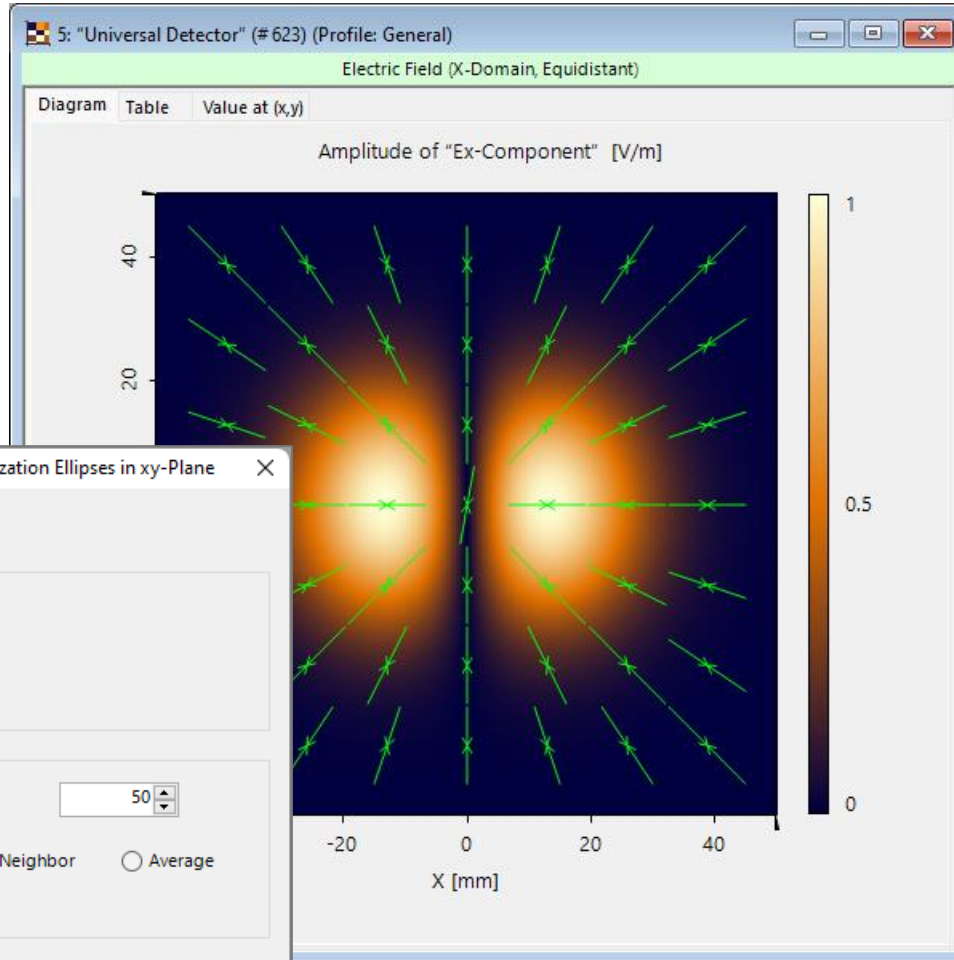 5: "Universal Detector" (# 623) (Profile: General)
Electric Field (X-Domain, Equidistant)
Diagram Table Value at (x,y)
Amplitude of "Ex-Component" [V/m]
40
20
1
0.5
0
-20 0 20 40
X [mm]
zation Ellipses in xy-Plane
50
Neighbor Average